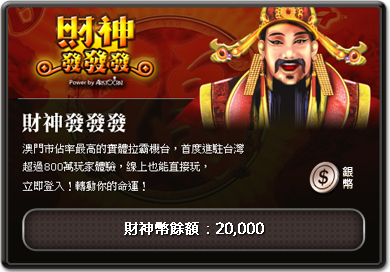 財神
發發發
Power by ARISTOCRAT
財神發發發
澳門市佔率最高的實體拉霸機台，首度進駐台灣
超過800萬玩家體驗，線上也能直接玩，
立即登入！轉動你的命運！
$
銀幣
財神幣餘額：20,000